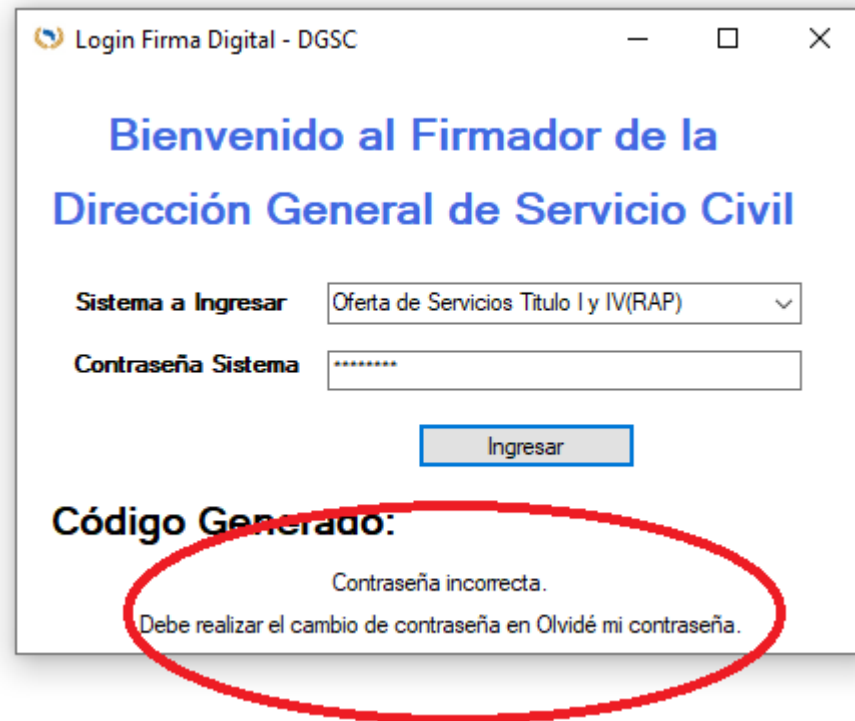 Login Firma Digital - DGSC
Bienvenido al Firmador de la
Dirección General de Servicio Civil
Sistema a Ingresar
Oferta de Servicios Titulo I y IV(RAP)
Contraseña Sistema
********
Ingresar
Código Generado:
Contraseña incorrecta.
Debe realizar el cambio de contraseña en Olvidé mi contraseña.